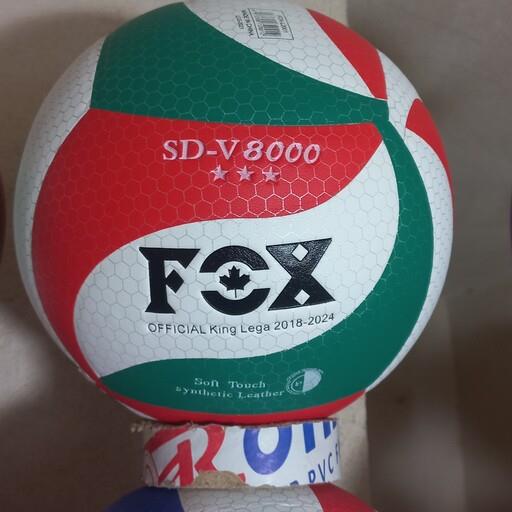 SD-V8000
FOX
OFFICIAL King Lega 2018-2024
Soft Touch
Synthetic Leather